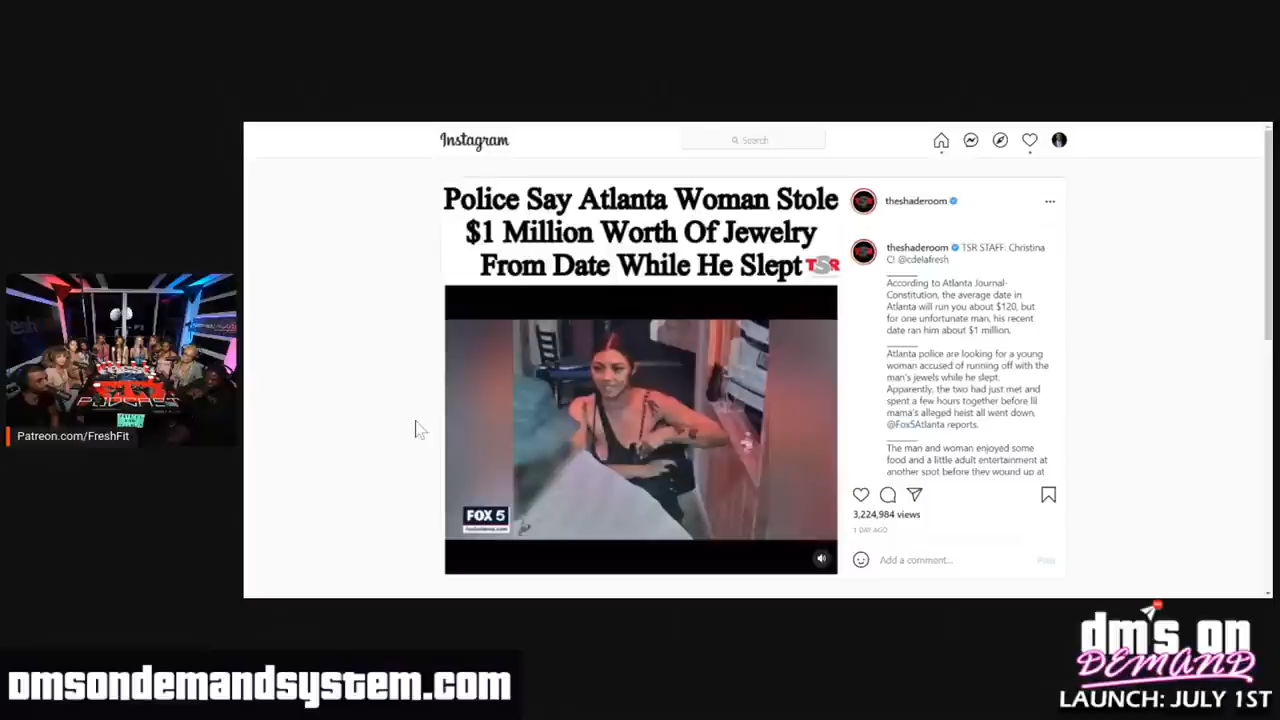 Instagram
Search
Police Say Atlanta Woman Stole
$1 Million Worth Of Jewelry
From Date While He Slept
TSR
theshaderoom
theshaderoom TSR STAFF: Christina
C! @cdelafresh
According to Atlanta Journal-
Constitution, the average date in
Atlanta will run you about $120, but
for one unfortunate man, his recent
date ran him about $1 million.
Atlanta police are looking for a young
woman accused of running off with the
man's jewels while he slept.
Apparently, the two had just met and
spent a few hours together before lil
mama's alleged heist all went down,
@Fox5Atlanta reports.
The man and woman enjoyed some
food and a little adult entertainment at
another spot before they wound up at
FOX 5
3,224,984 views
1 DAY AGO
Add a comment...
Post
PODCAST
Patreon.com/FreshFit
dmsondemandsystem.com
dm's on
DEMAND
LAUNCH: JULY 1ST